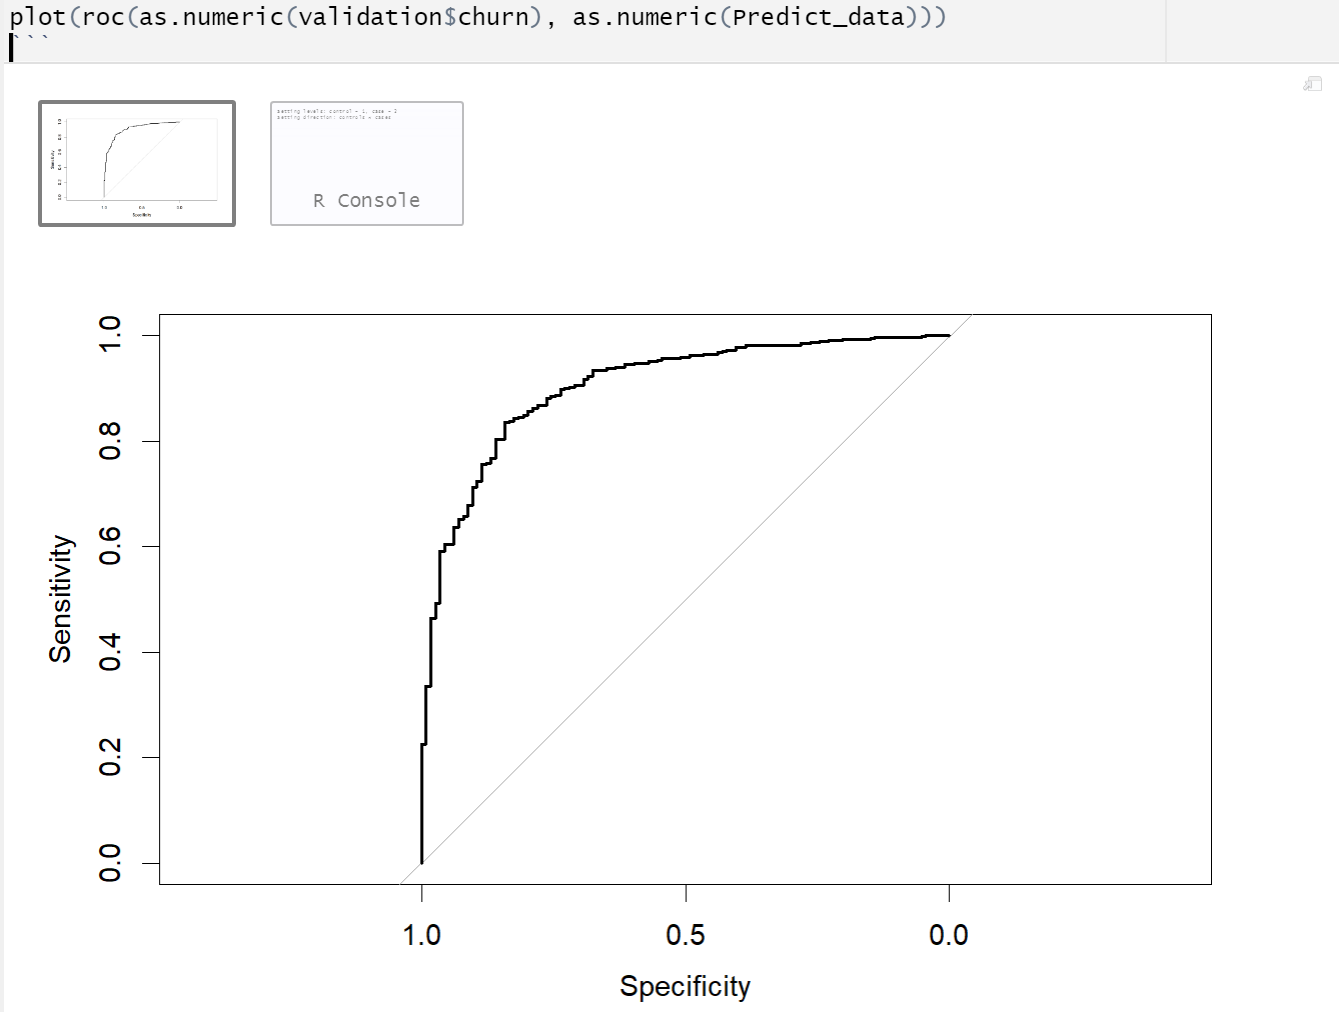 plot(roc(as.numeric(validation$churn), as.numeric(Predict_data)))
```
R Console
1.0
0.8
0.6
0.4
0.2
0.0
Sensitivity
1.0 0.5 0.0
Specificity